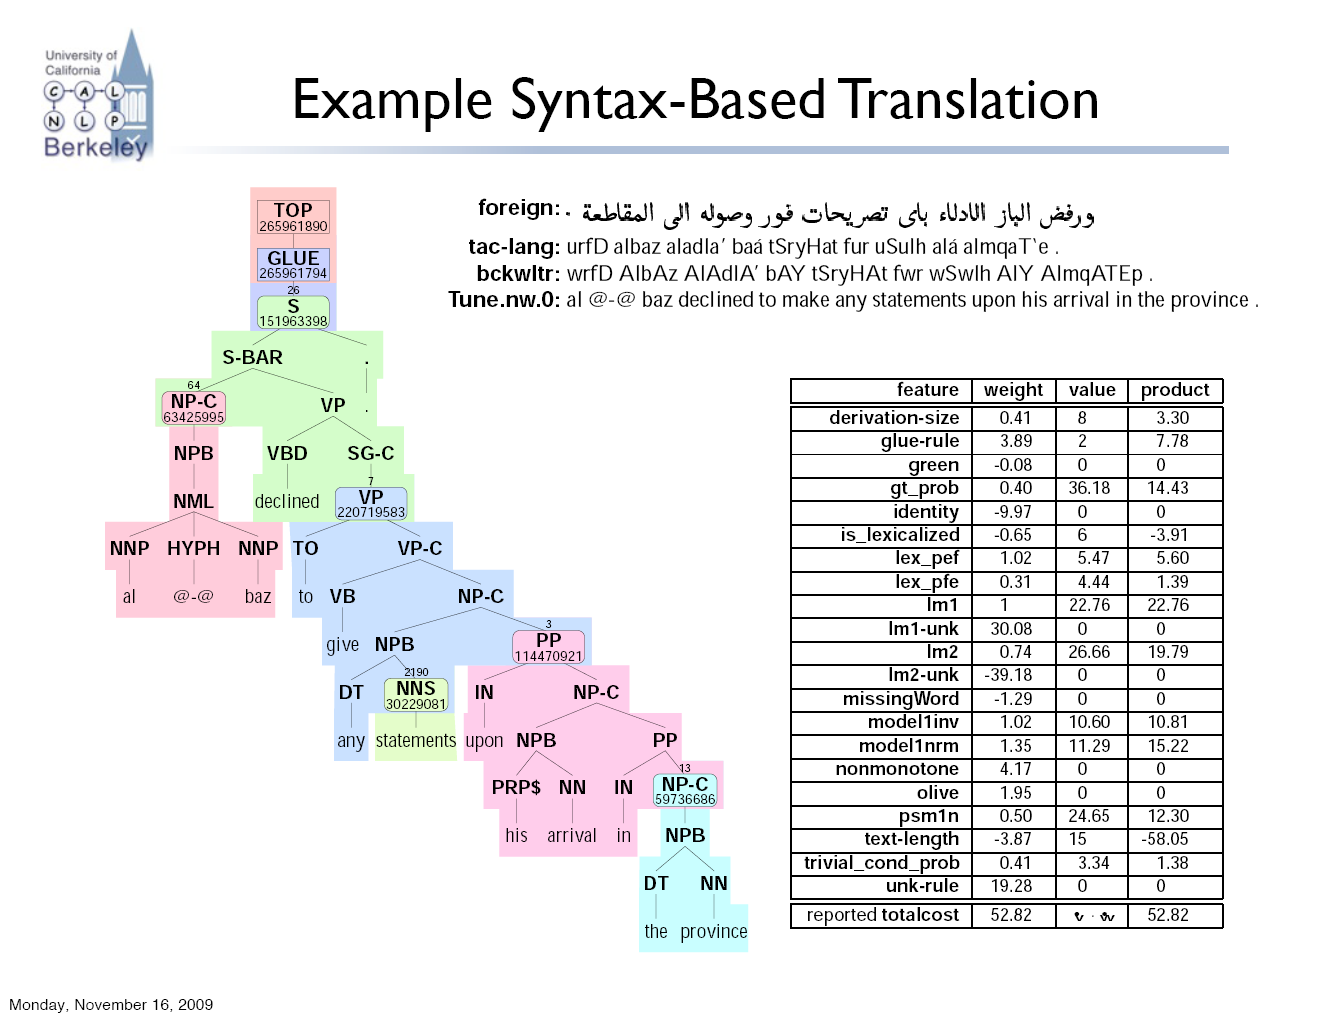 University of
California
C A L
N L P
Berkeley
Example Syntax-Based Translation
foreign: ورفض الباز الادلاء باى تصريحات فور وصوله الى المقاطعة .
tac-lang: urfD albaz aladla’ baá tSryHat fur uSulh alá almqaT‘e .
bckwltr: wrfD AlbAz AlAdlA’ bAY tSryHAt fwr wSwlh AlY AlmqATEp .
Tune.nw.0: al @-@ baz declined to make any statements upon his arrival in the province .
TOP
265961890
GLUE
265961794
26
S
151963398
S-BAR .
64
NP-C VP .
63425995
NPB VBD SG-C
7
NML declined VP
220719583
NNP HYPH NNP TO VP-C
al @-@ baz to VB NP-C
3
give NPB PP
114470921
2190
DT NNS IN NP-C
30229081
any statements upon NPB PP
13
PRP$ NN IN NP-C
59736686
his arrival in NPB
DT NN
the province
feature weight value product
derivation-size 0.41 8 3.30
glue-rule 3.89 2 7.78
green -0.08 0 0
gt_prob 0.40 36.18 14.43
identity -9.97 0 0
is_lexicalized -0.65 6 -3.91
lex_pef 1.02 5.47 5.60
lex_pfe 0.31 4.44 1.39
lm1 1 22.76 22.76
lm1-unk 30.08 0 0
lm2 0.74 26.66 19.79
lm2-unk -39.18 0 0
missingWord -1.29 0 0
model1inv 1.02 10.60 10.81
model1nrm 1.35 11.29 15.22
nonmonotone 4.17 0 0
olive 1.95 0 0
psm1n 0.50 24.65 12.30
text-length -3.87 15 -58.05
trivial_cond_prob 0.41 3.34 1.38
unk-rule 19.28 0 0
reported totalcost 52.82 52.82
Monday, November 16, 2009